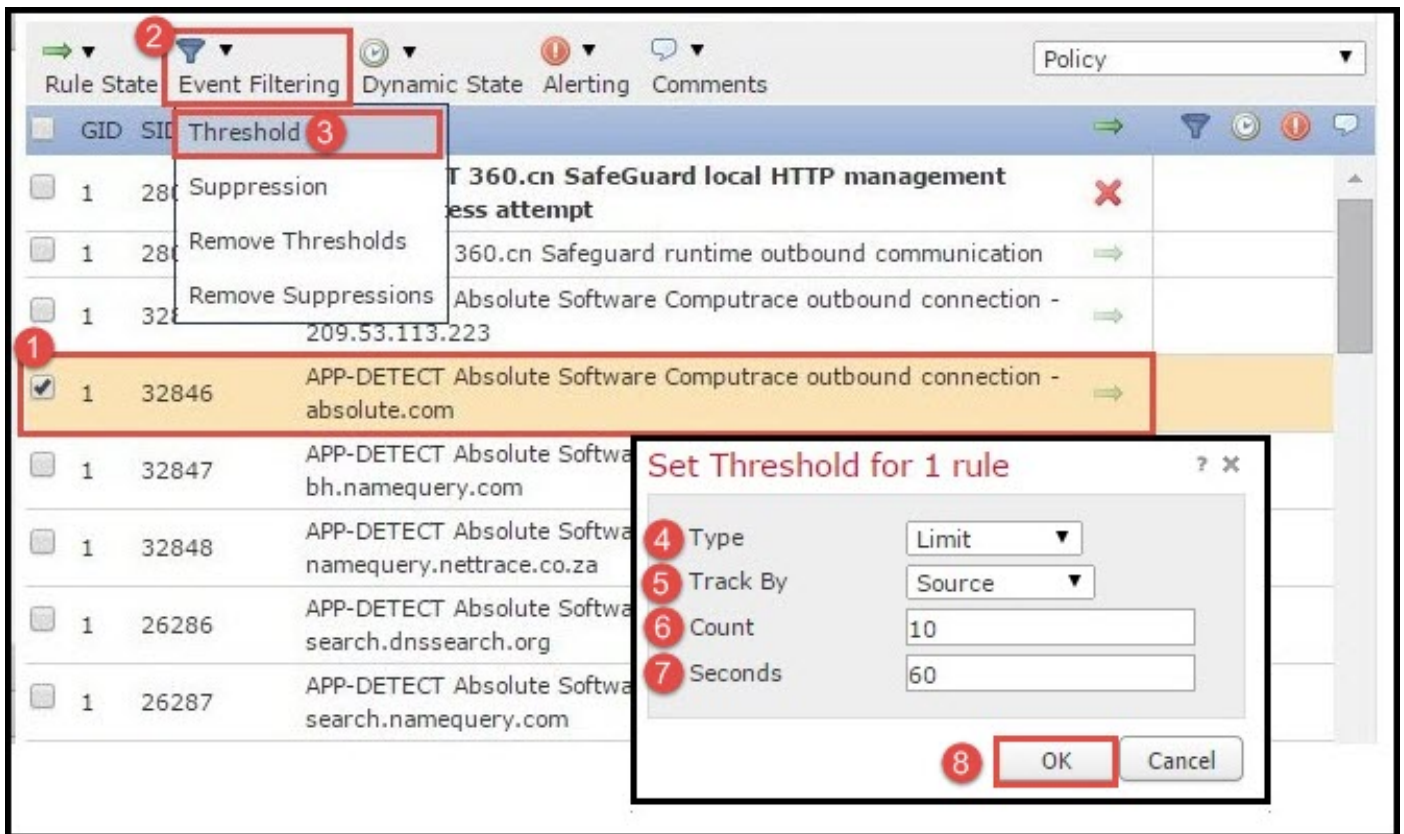 2
Rule State Event Filtering Dynamic State Alerting Comments
Policy
GID SID
Threshold 3
Suppression
Remove Thresholds
Remove Suppressions
1 T 360.cn SafeGuard local HTTP management
ess attempt
1 360.cn Safeguard runtime outbound communication
1 Absolute Software Computrace outbound connection -
209.53.113.223
1
1 32846 APP-DETECT Absolute Software Computrace outbound connection -
absolute.com
1 32847 APP-DETECT Absolute Softwa
bh.namequery.com
1 32848 APP-DETECT Absolute Softwa
namequery.nettrace.co.za
1 26286 APP-DETECT Absolute Softwa
search.dnssearch.org
1 26287 APP-DETECT Absolute Softwa
search.namequery.com
Set Threshold for 1 rule ?
4 Type Limit
5 Track By Source
6 Count 10
7 Seconds 60
8 OK Cancel